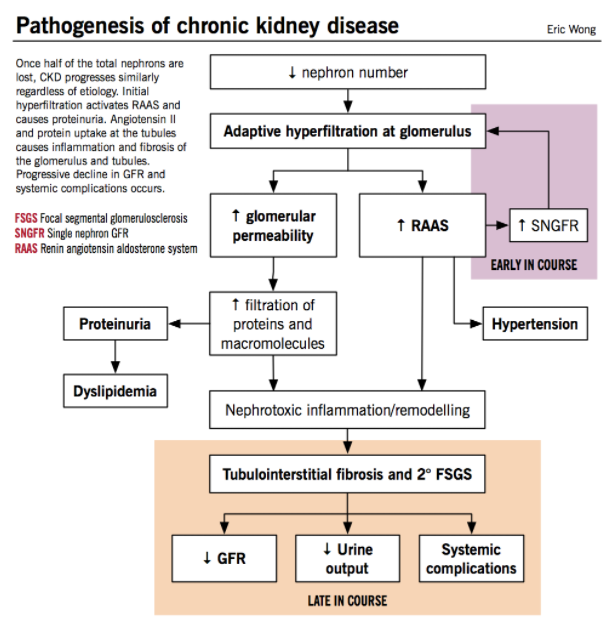 Pathogenesis of chronic kidney disease
Eric Wong
Once half of the total nephrons are
lost, CKD progresses similarly
regardless of etiology. Initial
hyperfiltration activates RAAS and
causes proteinuria. Angiotensin II
and protein uptake at the tubules
causes inflammation and fibrosis of
the glomerulus and tubules.
Progressive decline in GFR and
systemic complications occurs.
FSGS Focal segmental glomerulosclerosis
SNGFR Single nephron GFR
RAAS Renin angiotensin aldosterone system
↓ nephron number
Adaptive hyperfiltration at glomerulus
↑ glomerular
permeability
↑ RAAS
↑ SNGFR
EARLY IN COURSE
↑ filtration of
proteins and
macromolecules
Proteinuria
Hypertension
Dyslipidemia
Nephrotoxic inflammation/remodelling
Tubulointerstitial fibrosis and 2° FSGS
↓ GFR
↓ Urine
output
Systemic
complications
LATE IN COURSE